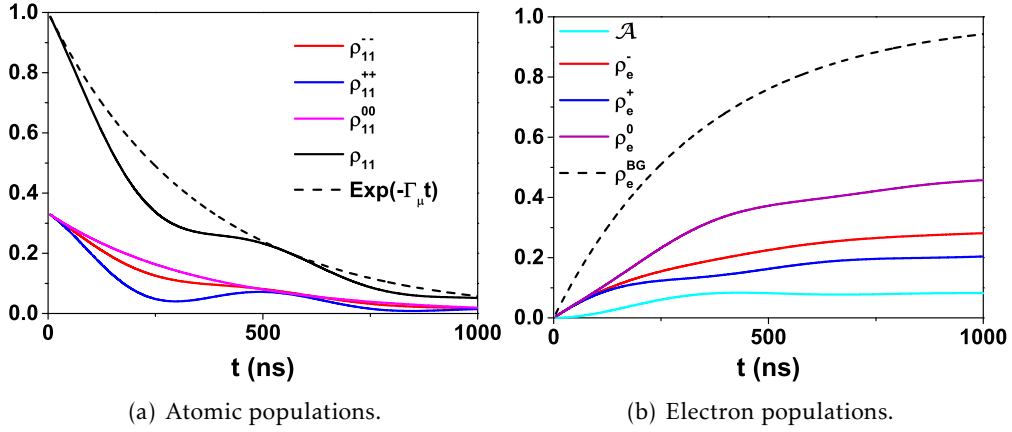 1.0
0.8
0.6
0.4
0.2
0.0
ρ₁₁⁻⁻
ρ₁₁⁺⁺
ρ₁₁⁰⁰
ρ₁₁
Exp(-Γμt)
0
500
1000
t (ns)
(a) Atomic populations.
1.0
0.8
0.6
0.4
0.2
0.0
𝒜
ρₑ⁻
ρₑ⁺
ρₑ⁰
ρₑᴮᴳ
0
500
1000
t (ns)
(b) Electron populations.